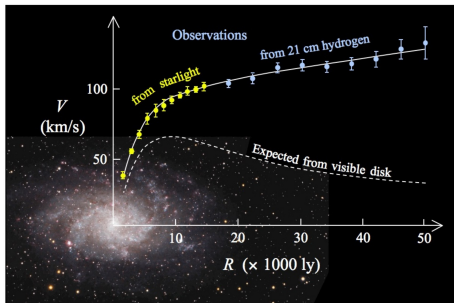 Observations
from 21 cm hydrogen
from starlight
V
(km/s)
100
50
Expected from visible disk
10
20
30
40
50
R (× 1000 ly)